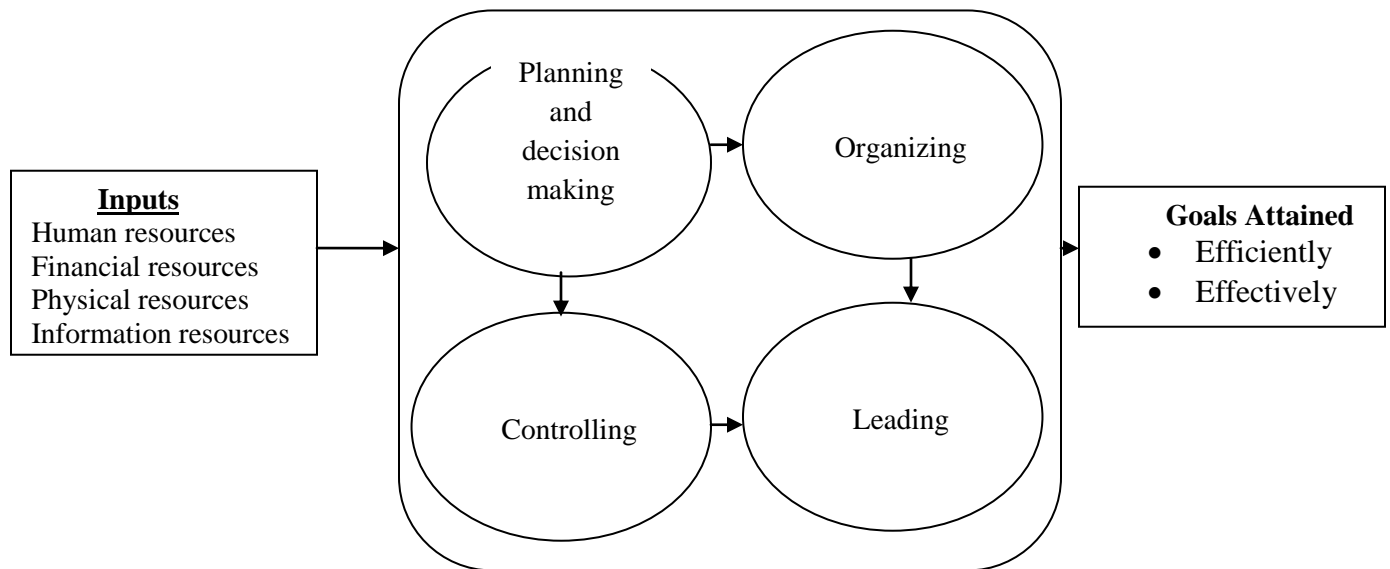 Inputs
Human resources
Financial resources
Physical resources
Information resources
Planning
and
decision
making
Organizing
Controlling
Leading
Goals Attained
• Efficiently
• Effectively